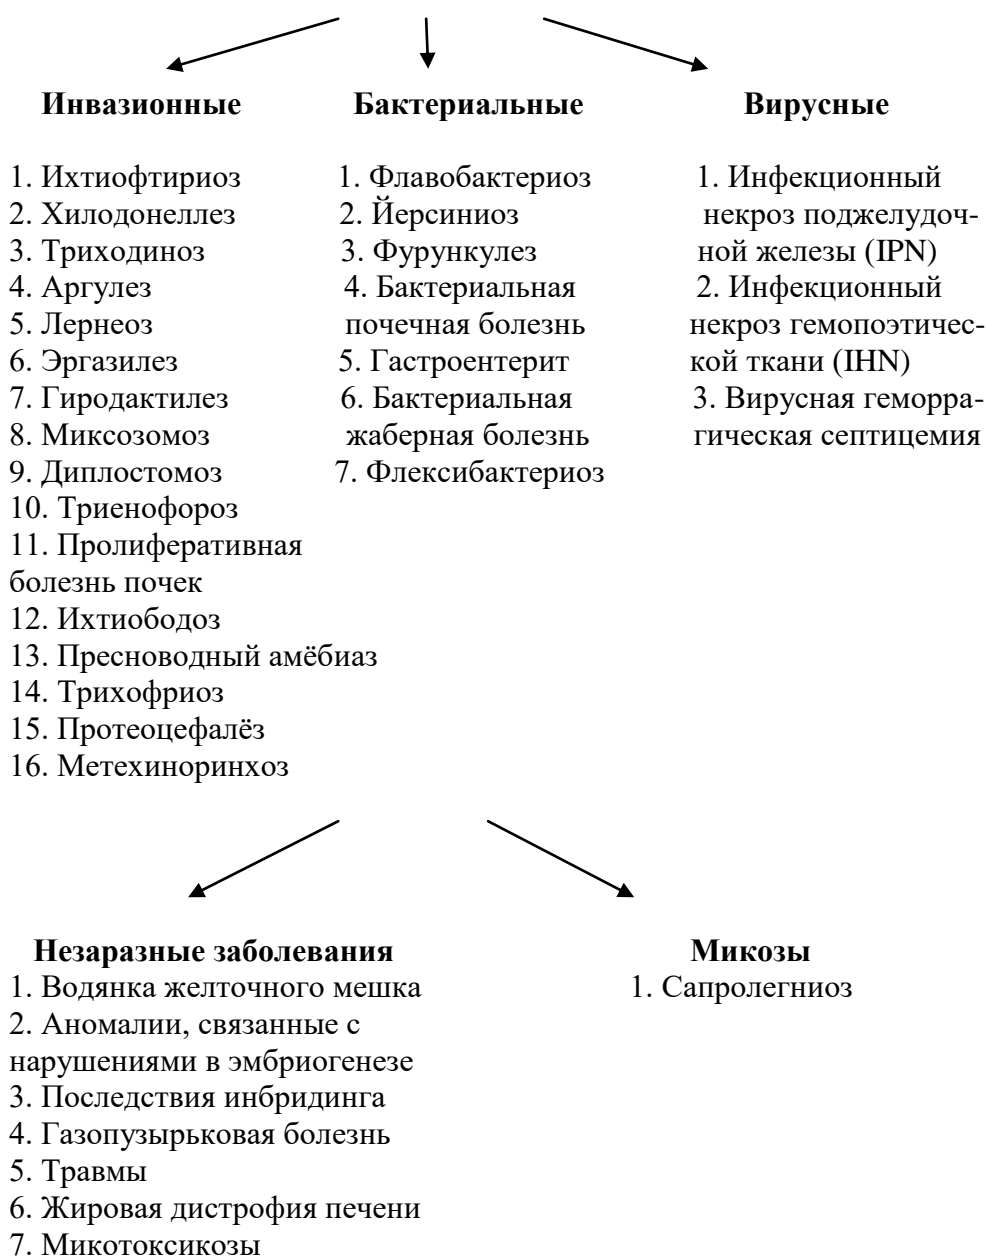 Инвазионные
1. Ихтиофтириоз
2. Хилодонеллез
3. Триходиноз
4. Аргулез
5. Лернеоз
6. Эргазилез
7. Гиродактилез
8. Миксозомоз
9. Диплостомоз
10. Триенофороз
11. Пролиферативная
болезнь почек
12. Ихтиободоз
13. Пресноводный амёбиаз
14. Трихофриоз
15. Протеоцефалёз
16. Метехиноринхоз
Бактериальные
1. Флавобактериоз
2. Йерсиниоз
3. Фурункулез
4. Бактериальная
почечная болезнь
5. Гастроентерит
6. Бактериальная
жаберная болезнь
7. Флексибактериоз
Вирусные
1. Инфекционный
некроз поджелудоч-
ной железы (IPN)
2. Инфекционный
некроз гемопоэтичес-
кой ткани (IHN)
3. Вирусная геморра-
гическая септицемия
Незаразные заболевания
1. Водянка желточного мешка
2. Аномалии, связанные с
нарушениями в эмбриогенезе
3. Последствия инбридинга
4. Газопузырьковая болезнь
5. Травмы
6. Жировая дистрофия печени
7. Микотоксикозы
Микозы
1. Сапролегниоз